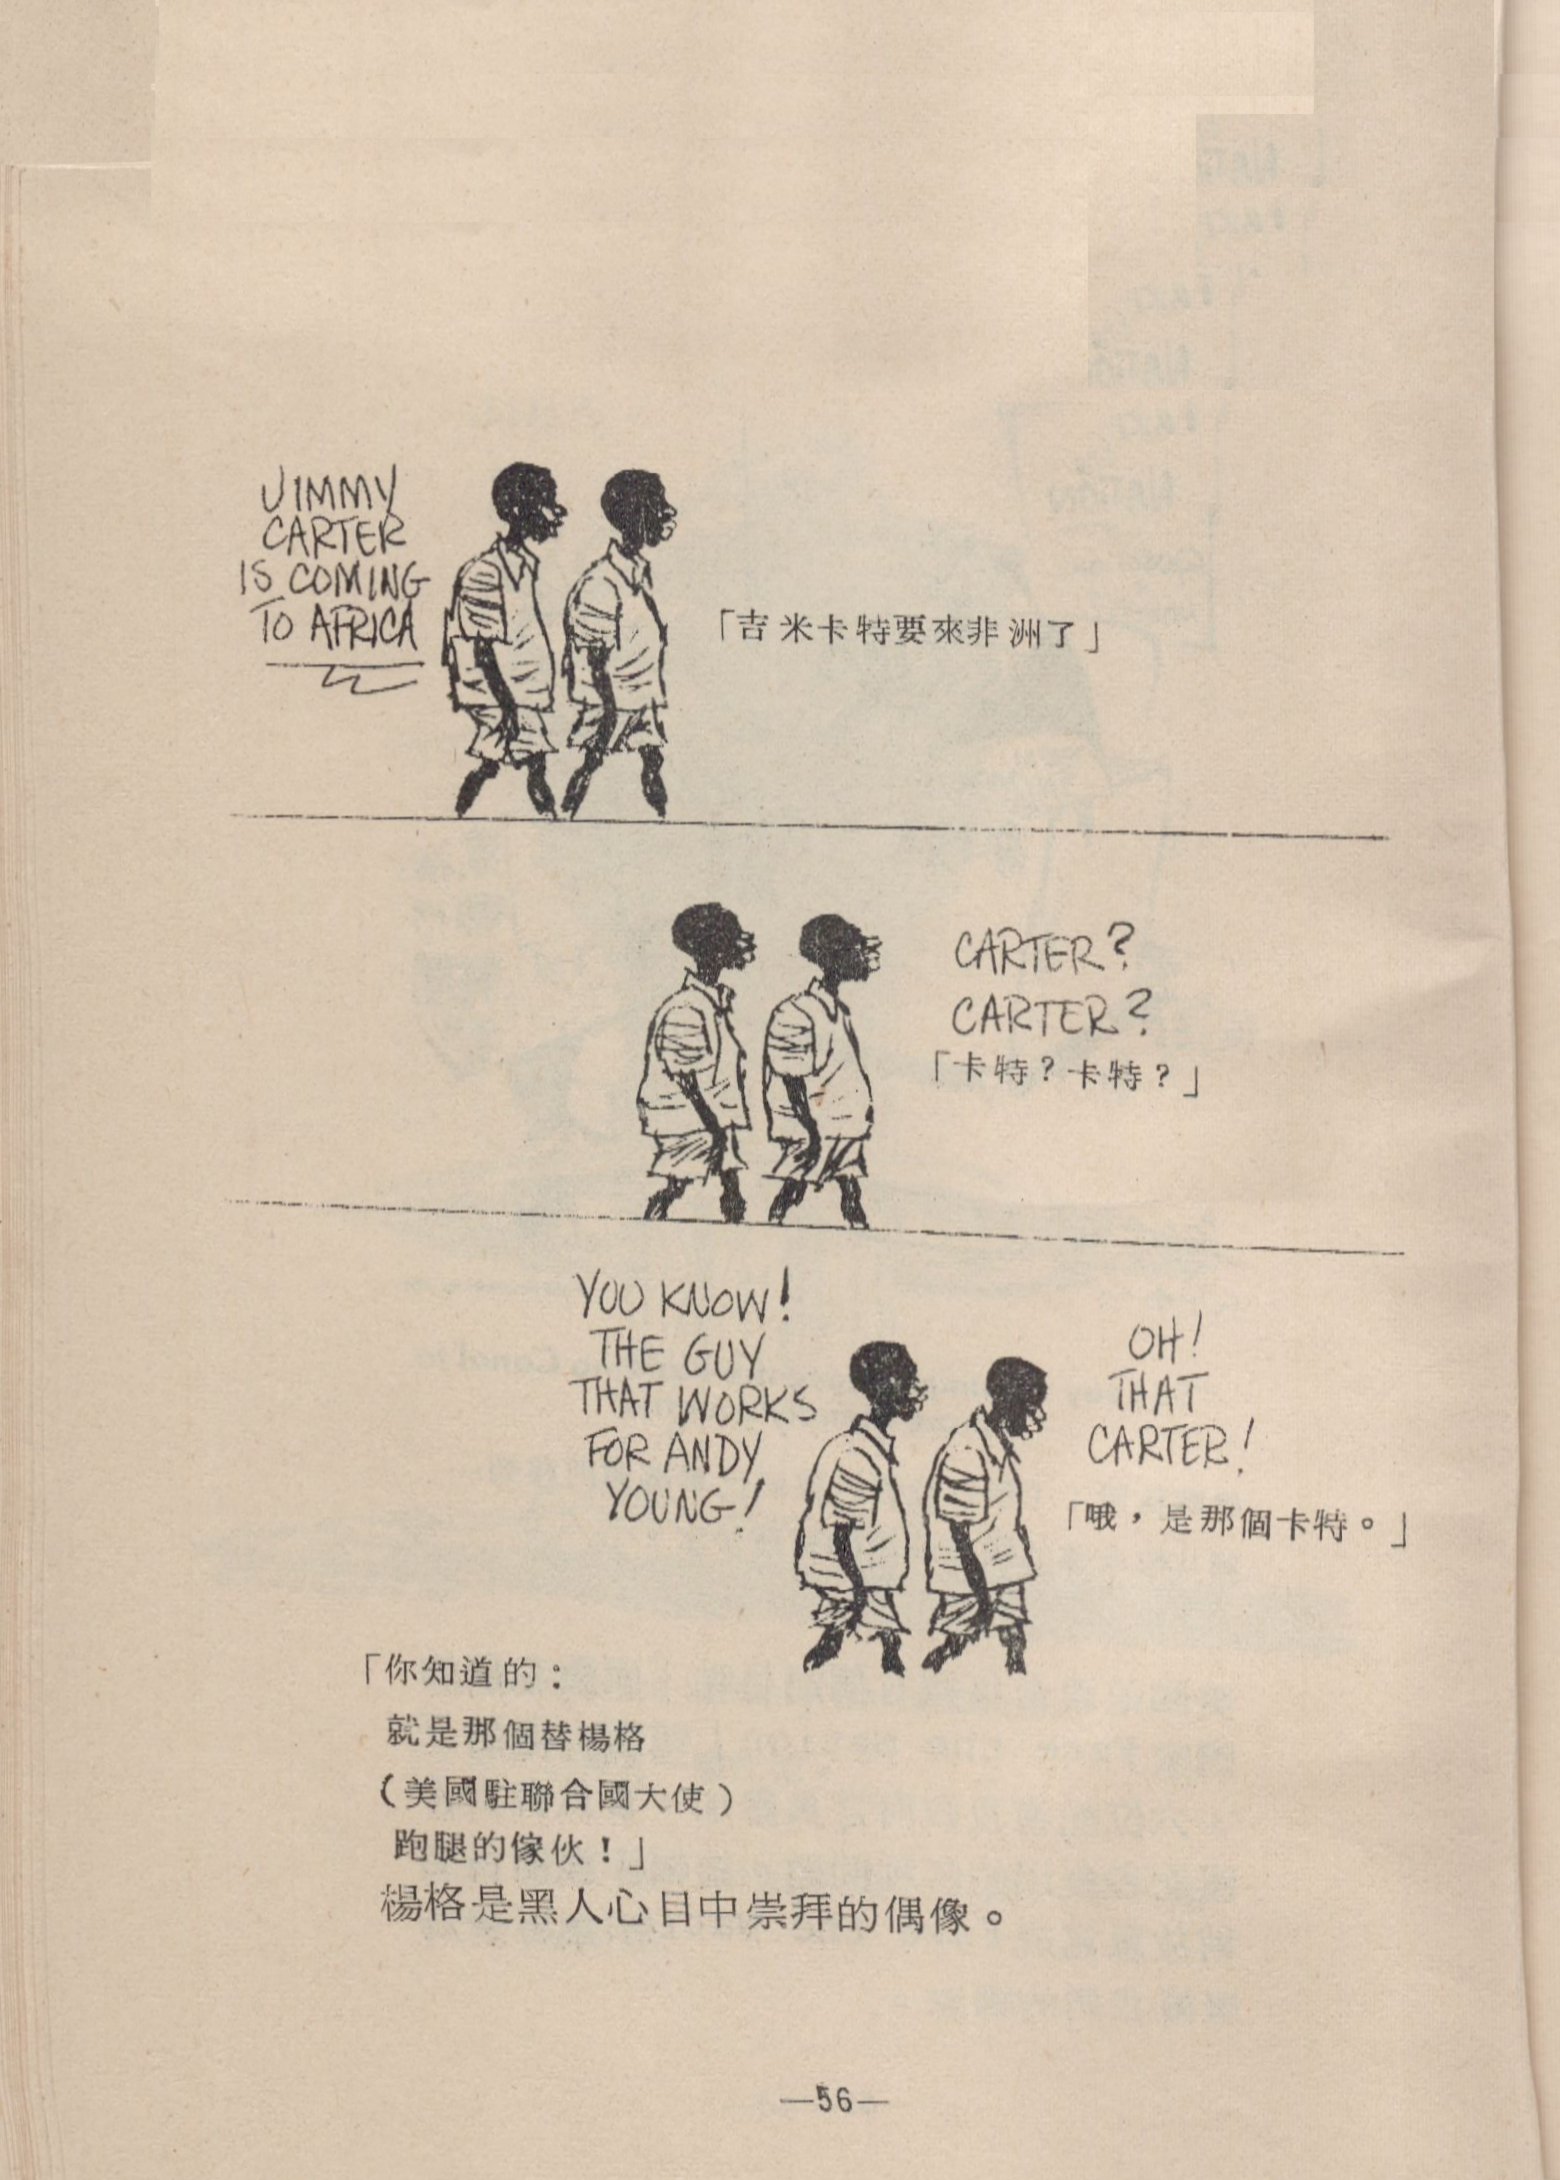 JIMMY
CARTER
IS COMING
TO AFRICA
「吉米卡特要來非洲了」
CARTER?
CARTER?
「卡特?卡特?」
YOU KNOW!
THE GUY
THAT WORKS
FOR ANDY
YOUNG!
OH!
THAT
CARTER!
「哦,是那個卡特。」
「你知道的:
就是那個替楊格
(美國駐聯合國大使)
跑腿的傢伙!」
楊格是黑人心目中崇拜的偶像。
—56—